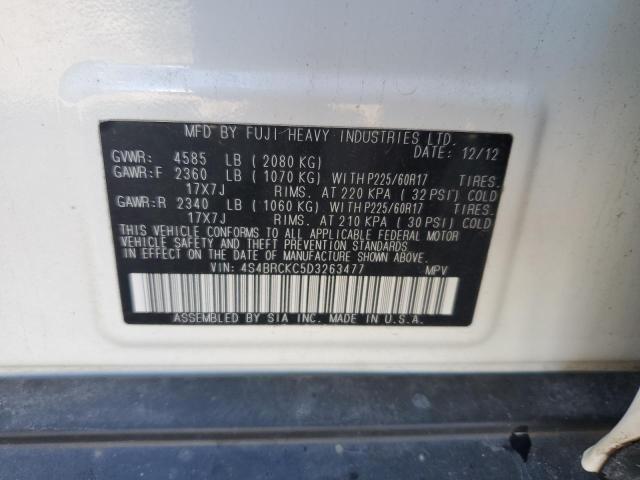 MFD BY FUJI HEAVY INDUSTRIES LTD.
DATE: 12/12
GVWR: 4585 LB ( 2080 KG)
GAWR:F 2360 LB ( 1070 KG) WITH P225/60R17 TIRES.
17X7J RIMS. AT 220 KPA ( 32 PSI) COLD
GAWR:R 2340 LB ( 1060 KG) WITH P225/60R17 TIRES.
17X7J RIMS. AT 210 KPA ( 30 PSI) COLD
THIS VEHICLE CONFORMS TO ALL APPLICABLE FEDERAL MOTOR
VEHICLE SAFETY AND THEFT PREVENTION STANDARDS
IN EFFECT ON THE DATE OF MANUFACTURE SHOWN ABOVE.
VIN: 4S4BRCKC5D3263477 MPV
ASSEMBLED BY SIA INC. MADE IN U.S.A.